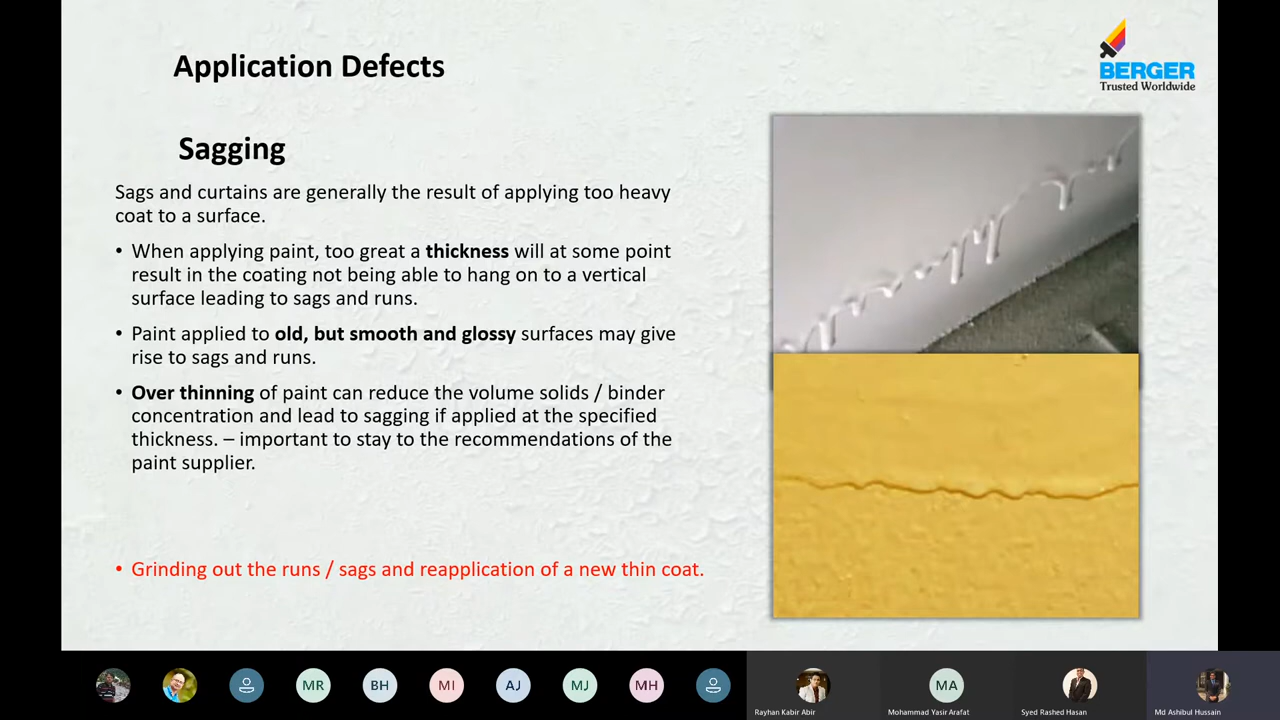 Application Defects
BERGER
Trusted Worldwide
Sagging
Sags and curtains are generally the result of applying too heavy
coat to a surface.
• When applying paint, too great a thickness will at some point
result in the coating not being able to hang on to a vertical
surface leading to sags and runs.
• Paint applied to old, but smooth and glossy surfaces may give
rise to sags and runs.
• Over thinning of paint can reduce the volume solids / binder
concentration and lead to sagging if applied at the specified
thickness. – important to stay to the recommendations of the
paint supplier.
• Grinding out the runs / sags and reapplication of a new thin coat.
MR BH MI AJ MJ MH MA
Rayhan Kabir Abir Mohammad Yasir Arafat Syed Rashed Hasan Md Ashibul Hussain